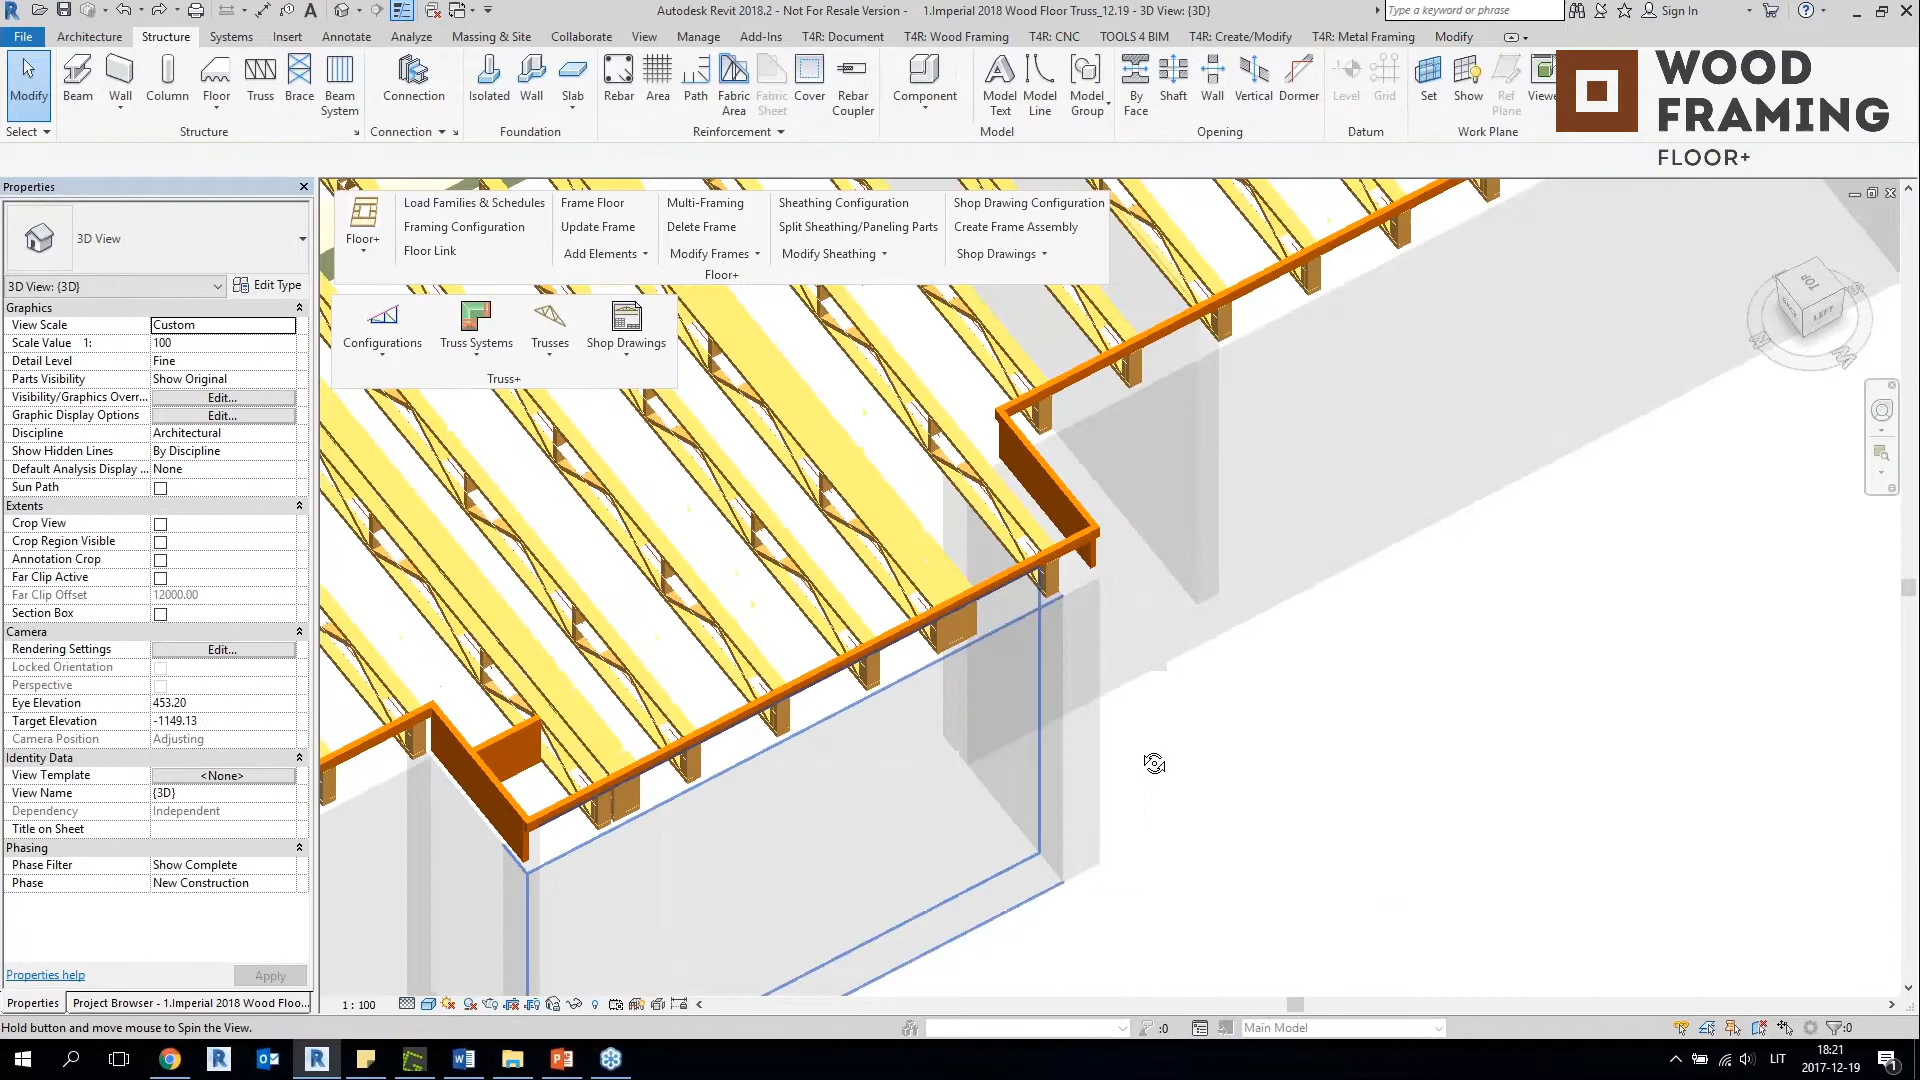 Autodesk Revit 2018.2 - Not For Resale Version - 1.Imperial 2018 Wood Floor Truss_12.19 - 3D View: {3D}
Type a keyword or phrase
Sign In
File Architecture Structure Systems Insert Annotate Analyze Massing & Site Collaborate View Manage Add-Ins T4R: Document T4R: Wood Framing T4R: CNC TOOLS 4 BIM T4R: Create/Modify T4R: Metal Framing Modify
Modify Beam Wall Column Floor Truss Brace Beam System Connection Isolated Wall Slab Rebar Area Path Fabric Area Fabric Sheet Cover Rebar Coupler Component Model Text Model Line Model Group By Face Shaft Wall Vertical Dormer Level Grid Set Show Ref Plane Viewe
Select Structure Connection Foundation Reinforcement Model Opening Datum Work Plane
WOOD
FRAMING
FLOOR+
Properties
3D View
3D View: {3D} Edit Type
Graphics
View Scale Custom
Scale Value 1: 100
Detail Level Fine
Parts Visibility Show Original
Visibility/Graphics Overr... Edit...
Graphic Display Options Edit...
Discipline Architectural
Show Hidden Lines By Discipline
Default Analysis Display ... None
Sun Path
Extents
Crop View
Crop Region Visible
Annotation Crop
Far Clip Active
Far Clip Offset 12000.00
Section Box
Camera
Rendering Settings Edit...
Locked Orientation
Perspective
Eye Elevation 453.20
Target Elevation -1149.13
Camera Position Adjusting
Identity Data
View Template <None>
View Name {3D}
Dependency Independent
Title on Sheet
Phasing
Phase Filter Show Complete
Phase New Construction
Properties help Apply
Properties Project Browser - 1.Imperial 2018 Wood Floo...
Load Families & Schedules Frame Floor Multi-Framing Sheathing Configuration Shop Drawing Configuration
Framing Configuration Update Frame Delete Frame Split Sheathing/Paneling Parts Create Frame Assembly
Floor+ Floor Link Add Elements Modify Frames Modify Sheathing Shop Drawings
Floor+
Configurations Truss Systems Trusses Shop Drawings
Truss+
TOP
LEFT
1 : 100
Hold button and move mouse to Spin the View.
:0
Main Model
:0
LIT
18:21
2017-12-19
1